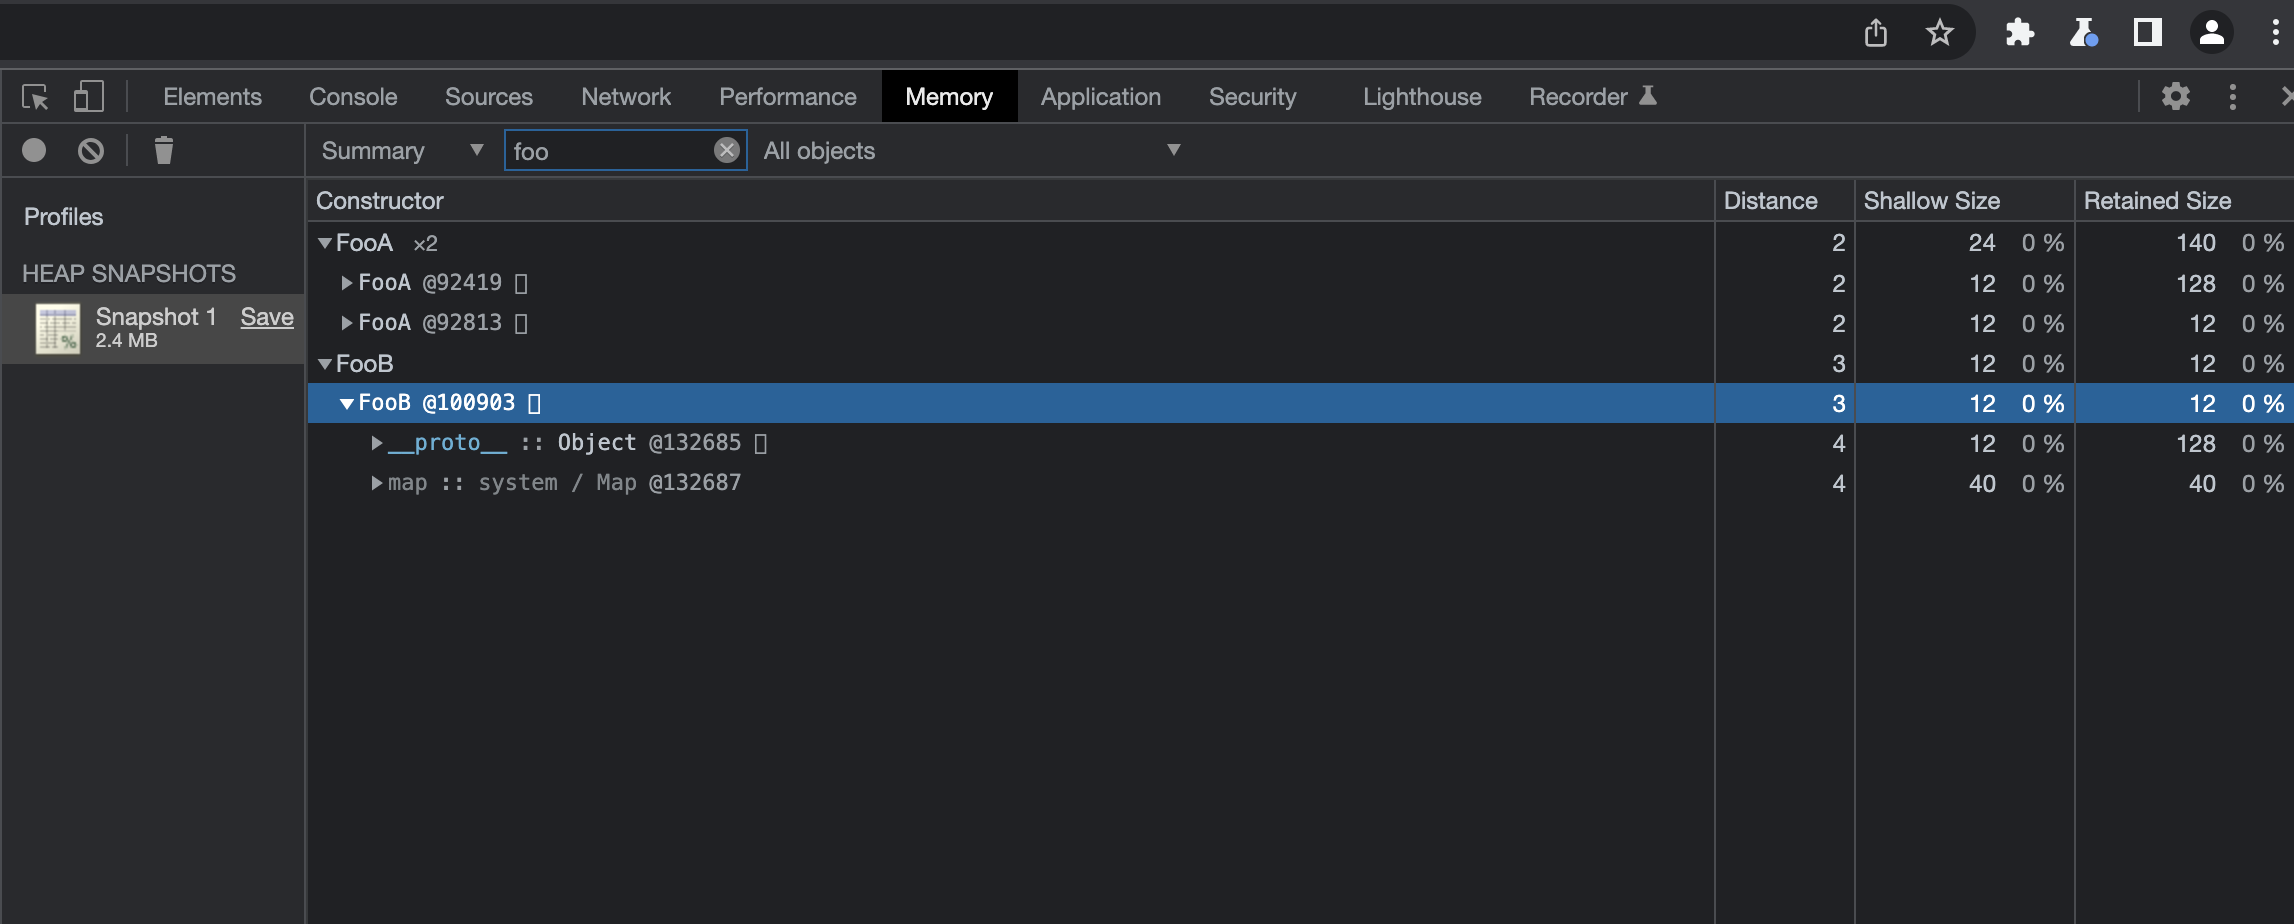 Elements Console Sources Network Performance Memory Application Security Lighthouse Recorder
Summary foo All objects
Profiles
HEAP SNAPSHOTS
Snapshot 1 Save
2.4 MB
Constructor Distance Shallow Size Retained Size
FooA ×2 2 24 0 % 140 0 %
FooA @92419 2 12 0 % 128 0 %
FooA @92813 2 12 0 % 12 0 %
FooB 3 12 0 % 12 0 %
FooB @100903 3 12 0 % 12 0 %
__proto__ :: Object @132685 4 12 0 % 128 0 %
map :: system / Map @132687 4 40 0 % 40 0 %